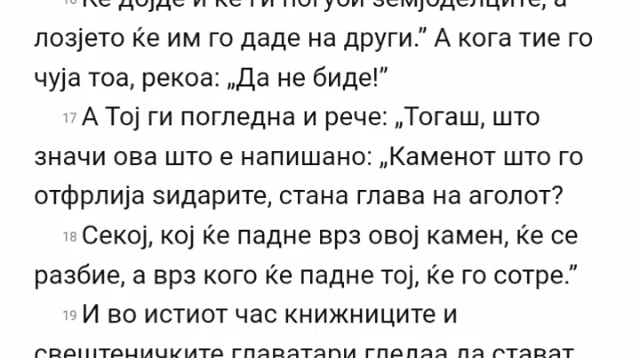 16 Ќе дојде и ќе ги погуби земјоделците, а
лозјето ќе им го даде на други.” А кога тие го
чуја тоа, рекоа: „Да не биде!”
17 А Тој ги погледна и рече: „Тогаш, што
значи ова што е напишано: „Каменот што го
отфрлија ѕидарите, стана глава на аголот?
18 Секој, кој ќе падне врз овој камен, ќе се
разбие, а врз кого ќе падне тој, ќе го сотре.”
19 И во истиот час книжниците и
свештеничките главатари гледаа да стават